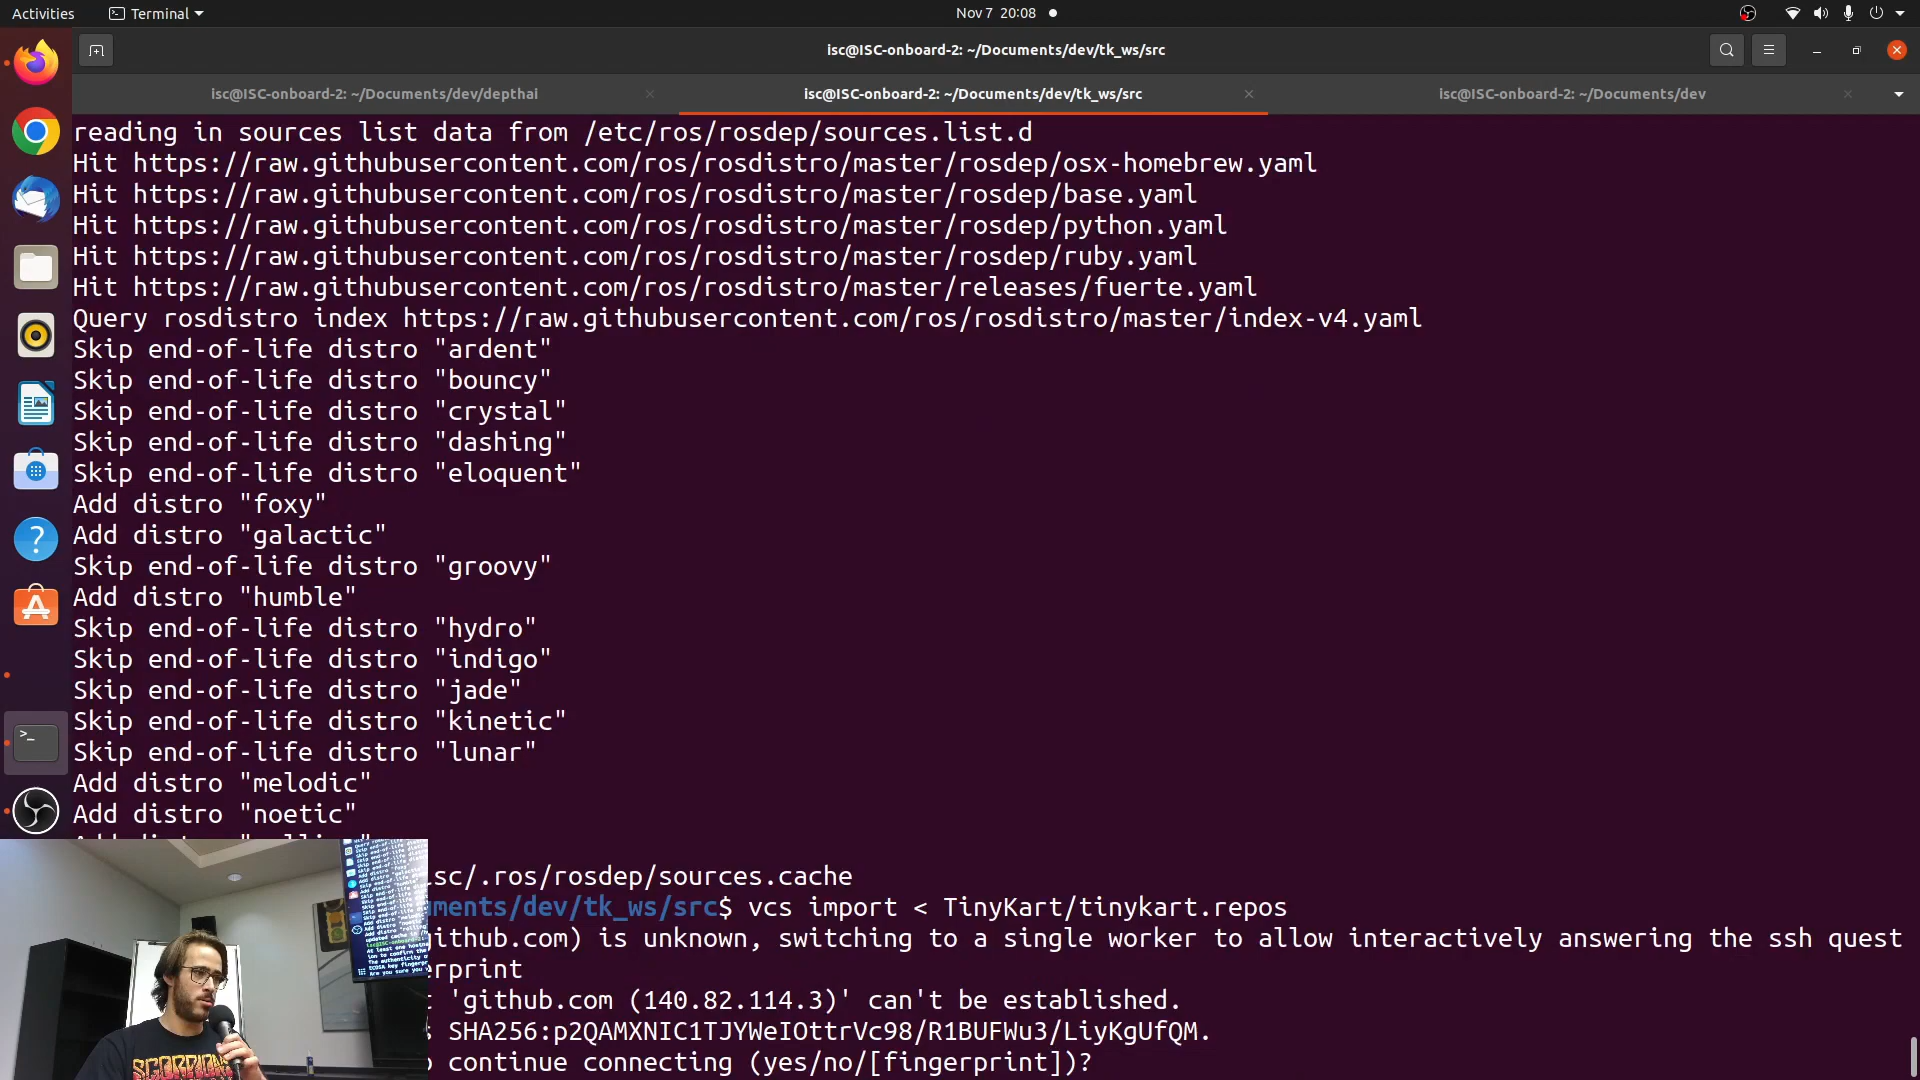 Activities Terminal Nov 7 20:08
isc@ISC-onboard-2: ~/Documents/dev/tk_ws/src
isc@ISC-onboard-2: ~/Documents/dev/depthai isc@ISC-onboard-2: ~/Documents/dev/tk_ws/src isc@ISC-onboard-2: ~/Documents/dev
reading in sources list data from /etc/ros/rosdep/sources.list.d
Hit https://raw.githubusercontent.com/ros/rosdistro/master/rosdep/osx-homebrew.yaml
Hit https://raw.githubusercontent.com/ros/rosdistro/master/rosdep/base.yaml
Hit https://raw.githubusercontent.com/ros/rosdistro/master/rosdep/python.yaml
Hit https://raw.githubusercontent.com/ros/rosdistro/master/rosdep/ruby.yaml
Hit https://raw.githubusercontent.com/ros/rosdistro/master/releases/fuerte.yaml
Query rosdistro index https://raw.githubusercontent.com/ros/rosdistro/master/index-v4.yaml
Skip end-of-life distro "ardent"
Skip end-of-life distro "bouncy"
Skip end-of-life distro "crystal"
Skip end-of-life distro "dashing"
Skip end-of-life distro "eloquent"
Add distro "foxy"
Add distro "galactic"
Skip end-of-life distro "groovy"
Add distro "humble"
Skip end-of-life distro "hydro"
Skip end-of-life distro "indigo"
Skip end-of-life distro "jade"
Skip end-of-life distro "kinetic"
Skip end-of-life distro "lunar"
Add distro "melodic"
Add distro "noetic"
sc/.ros/rosdep/sources.cache
ments/dev/tk_ws/src$ vcs import < TinyKart/tinykart.repos
ithub.com) is unknown, switching to a single worker to allow interactively answering the ssh quest
erprint
'github.com (140.82.114.3)' can't be established.
SHA256:p2QAMXNIC1TJYWeIOttrVc98/R1BUFWu3/LiyKgUfQM.
continue connecting (yes/no/[fingerprint])?
SCORPIONS